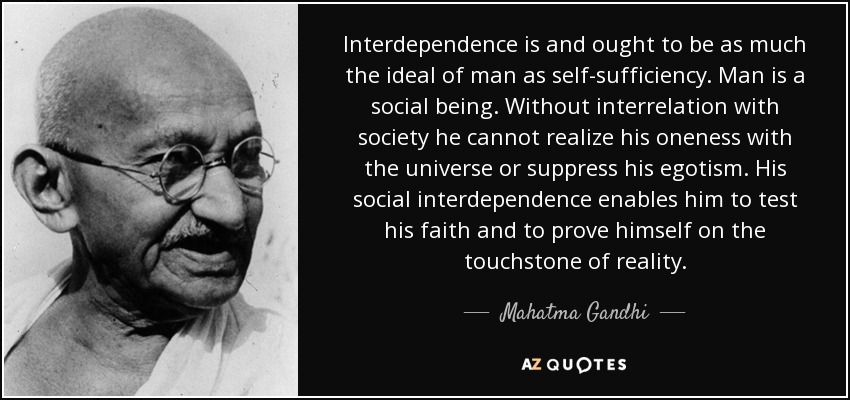 Interdependence is and ought to be as much
the ideal of man as self-sufficiency. Man is a
social being. Without interrelation with
society he cannot realize his oneness with
the universe or suppress his egotism. His
social interdependence enables him to test
his faith and to prove himself on the
touchstone of reality.
Mahatma Gandhi
AZ QUOTES